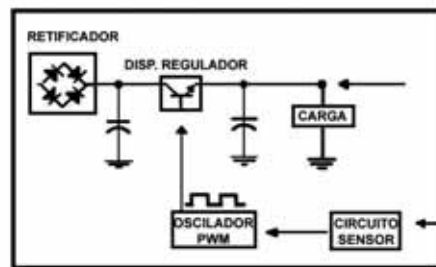 RETIFICADOR
DISP. REGULADOR
CARGA
OSCILADOR
PWM
CIRCUITO
SENSOR